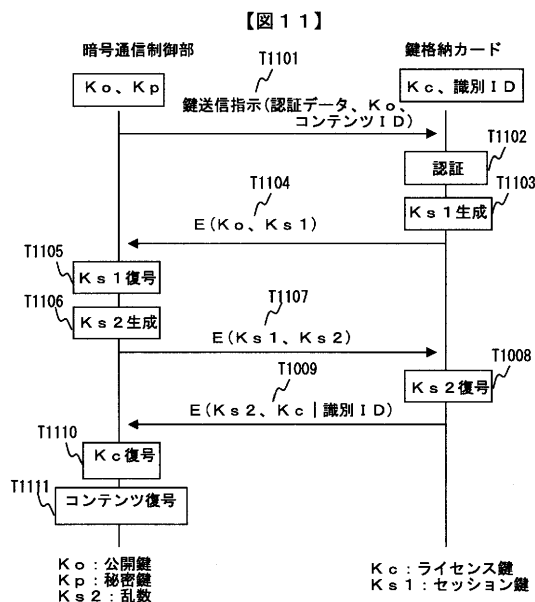 【図11】
暗号通信制御部
鍵格納カード
T1101
Ko、Kp
Kc、識別ID
鍵送信指示(認証データ、Ko、
コンテンツID)
T1102
認証
T1103
Ks1生成
T1104
E(Ko、Ks1)
T1105
Ks1復号
T1106
Ks2生成
T1107
E(Ks1、Ks2)
T1008
Ks2復号
T1009
E(Ks2、Kc|識別ID)
T1110
Kc復号
T1111
コンテンツ復号
Ko:公開鍵
Kp:秘密鍵
Ks2:乱数
Kc:ライセンス鍵
Ks1:セッション鍵